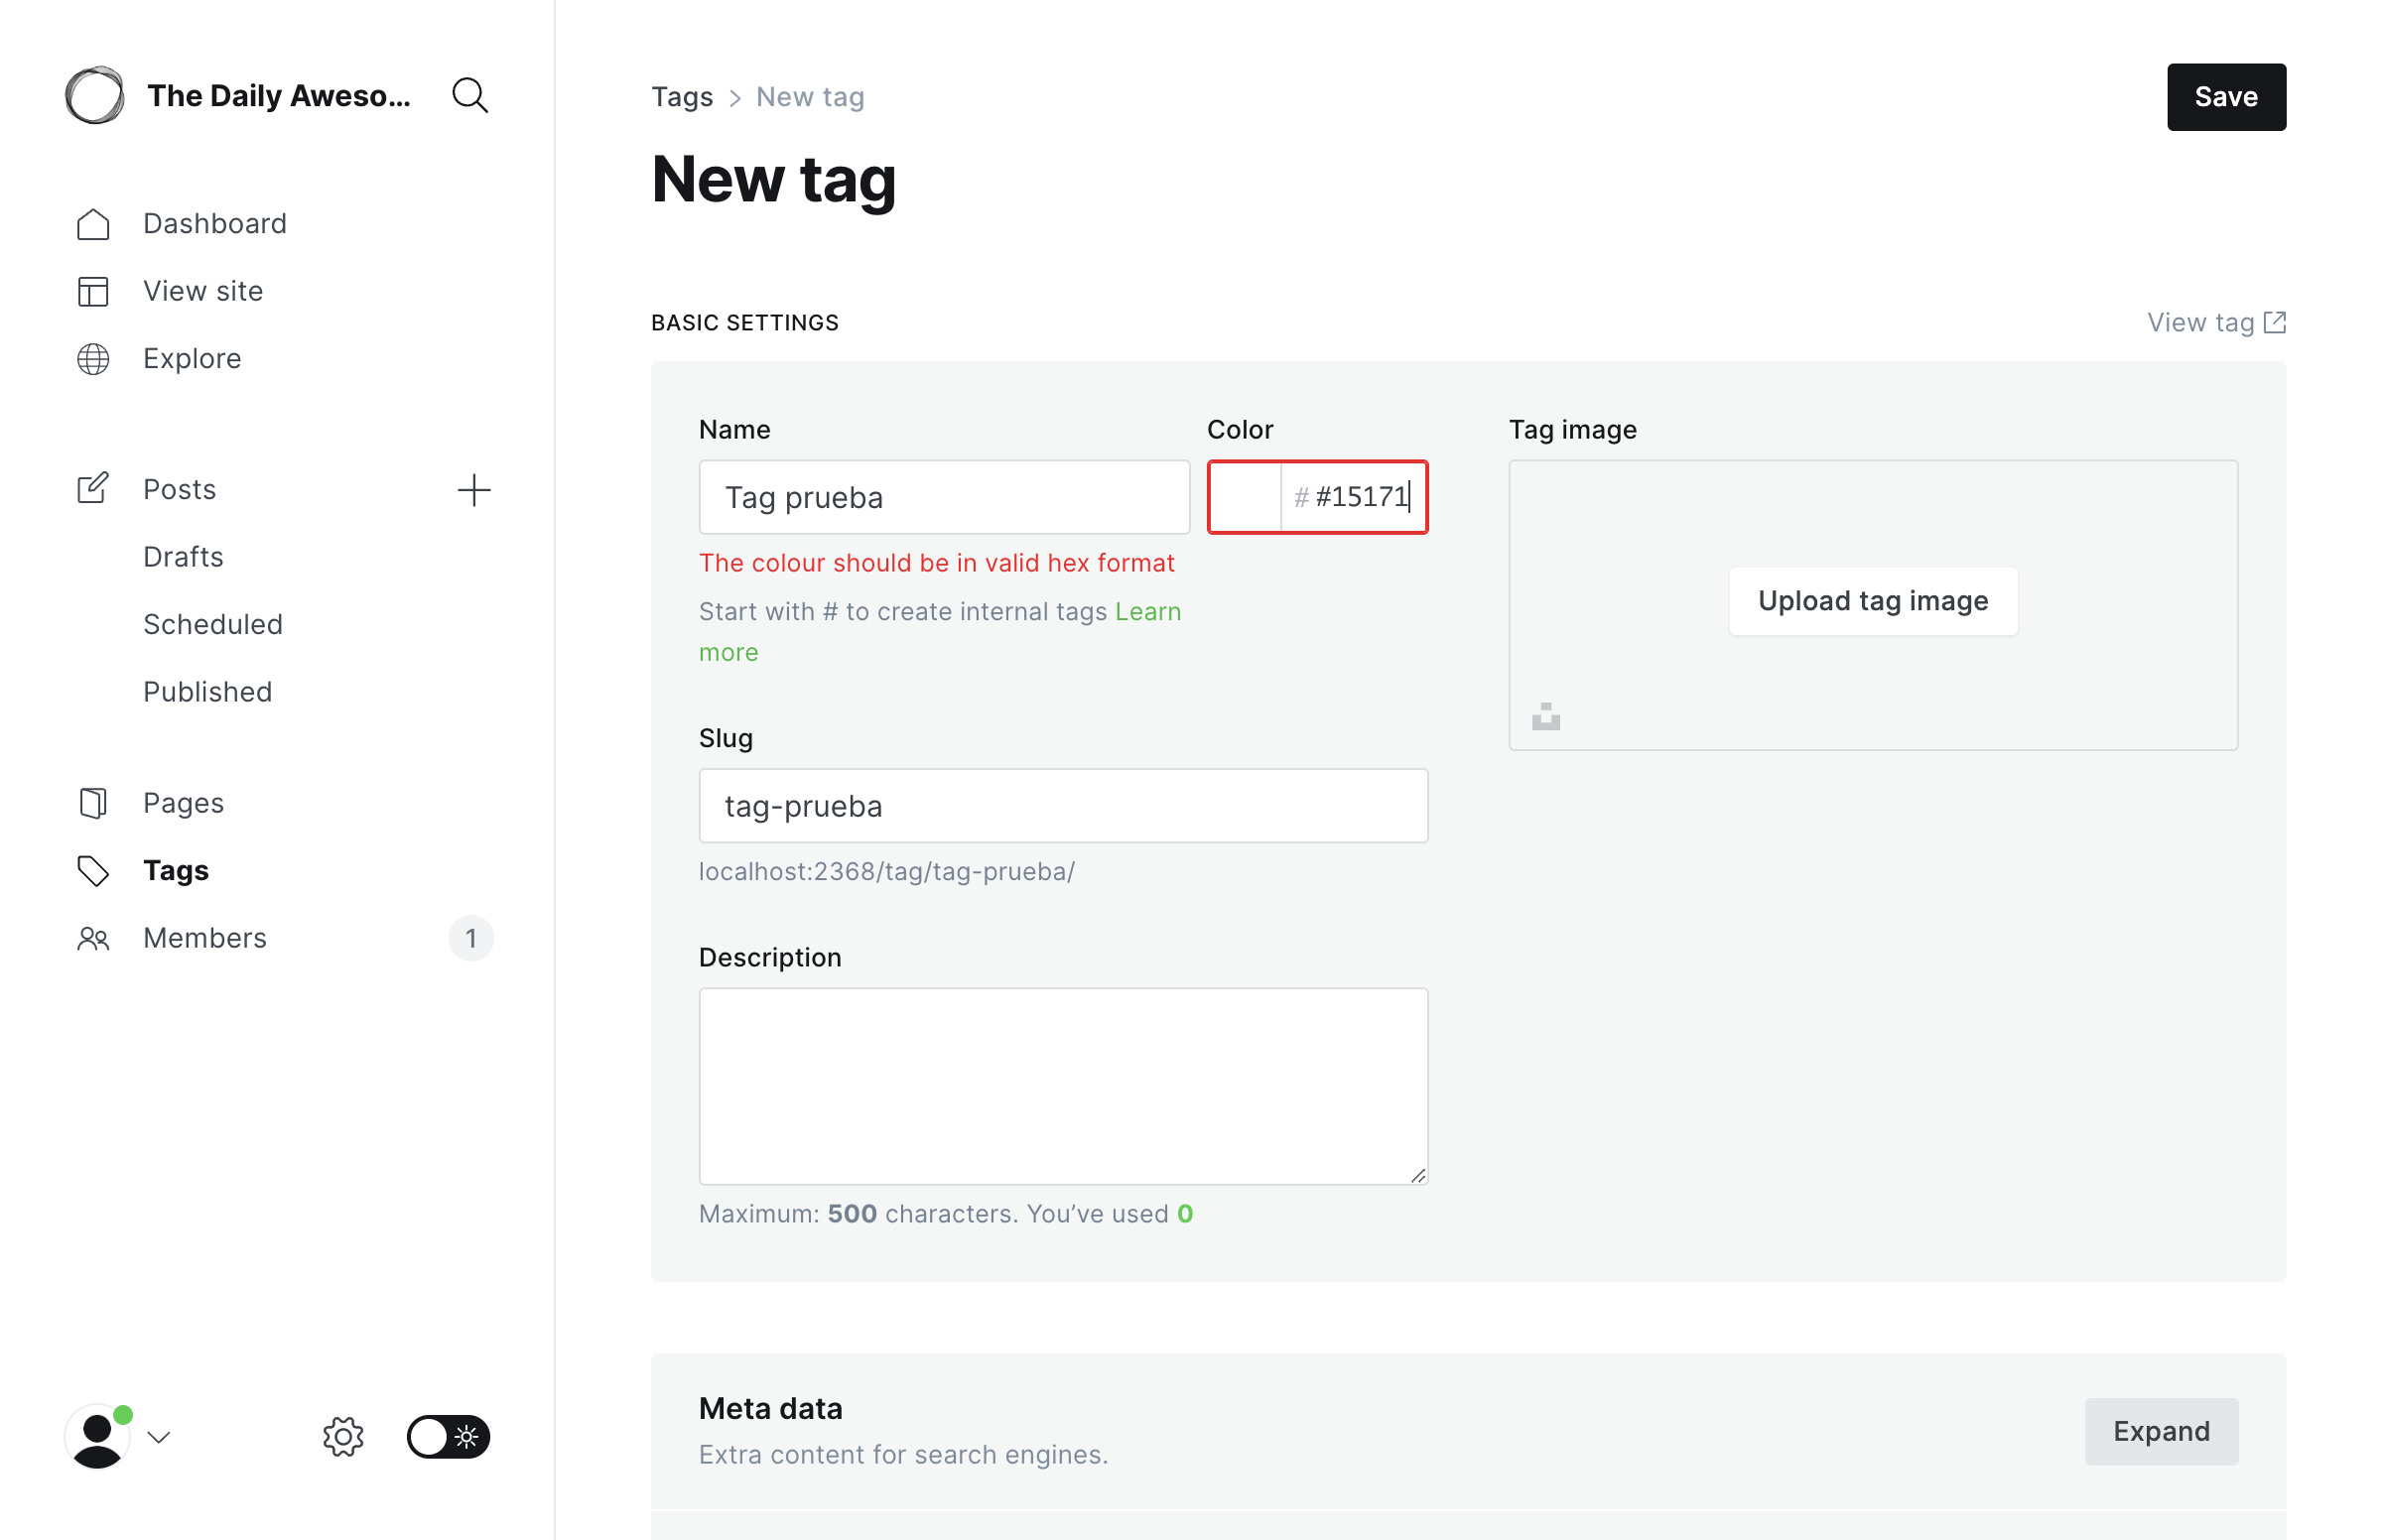 The Daily Aweso...
Dashboard
View site
Explore
Posts
Drafts
Scheduled
Published
Pages
Tags
Members
1
Tags > New tag
Save
New tag
BASIC SETTINGS
View tag
Name
Color
Tag image
Tag prueba
# #15171
The colour should be in valid hex format
Start with # to create internal tags Learn
more
Upload tag image
Slug
tag-prueba
localhost:2368/tag/tag-prueba/
Description
Maximum: 500 characters. You’ve used 0
Meta data
Extra content for search engines.
Expand